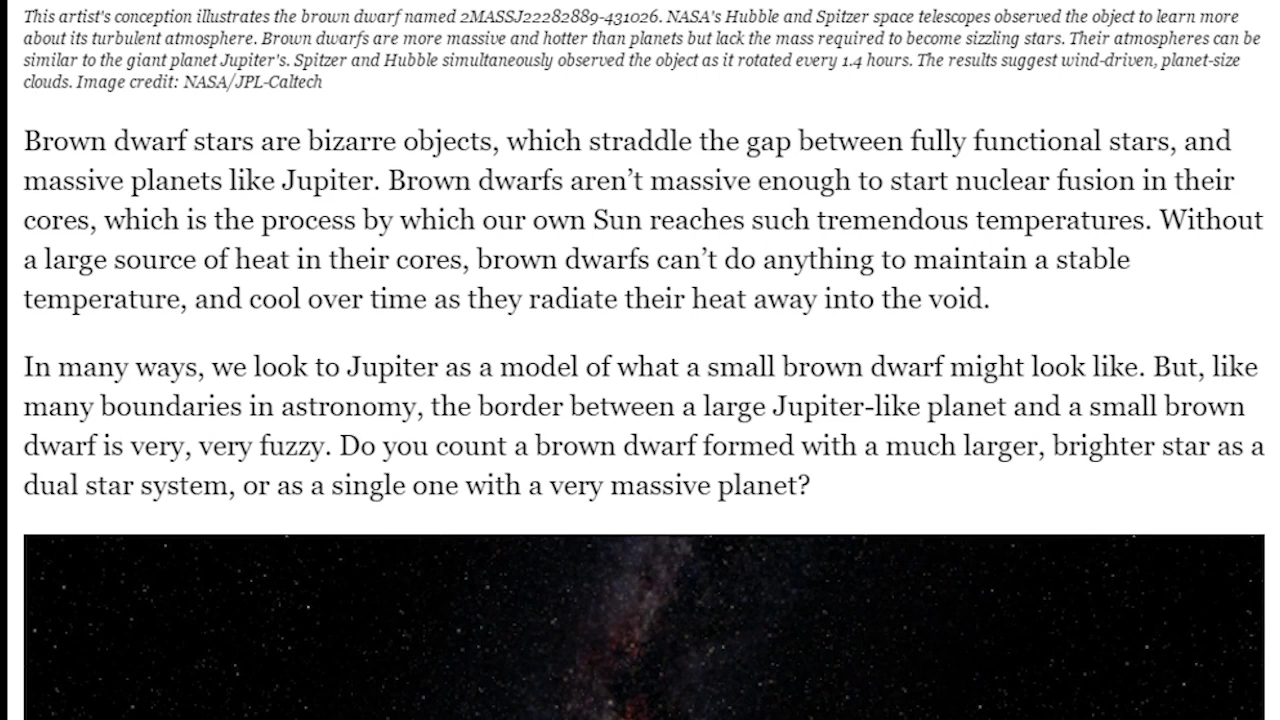 This artist's conception illustrates the brown dwarf named 2MASSJ22282889-431026. NASA's Hubble and Spitzer space telescopes observed the object to learn more
about its turbulent atmosphere. Brown dwarfs are more massive and hotter than planets but lack the mass required to become sizzling stars. Their atmospheres can be
similar to the giant planet Jupiter's. Spitzer and Hubble simultaneously observed the object as it rotated every 1.4 hours. The results suggest wind-driven, planet-size
clouds. Image credit: NASA/JPL-Caltech
Brown dwarf stars are bizarre objects, which straddle the gap between fully functional stars, and
massive planets like Jupiter. Brown dwarfs aren’t massive enough to start nuclear fusion in their
cores, which is the process by which our own Sun reaches such tremendous temperatures. Without
a large source of heat in their cores, brown dwarfs can’t do anything to maintain a stable
temperature, and cool over time as they radiate their heat away into the void.
In many ways, we look to Jupiter as a model of what a small brown dwarf might look like. But, like
many boundaries in astronomy, the border between a large Jupiter-like planet and a small brown
dwarf is very, very fuzzy. Do you count a brown dwarf formed with a much larger, brighter star as a
dual star system, or as a single one with a very massive planet?